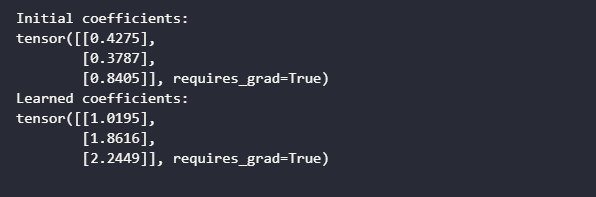 Initial coefficients:
tensor([[0.4275],
        [0.3787],
        [0.8405]], requires_grad=True)
Learned coefficients:
tensor([[1.0195],
        [1.8616],
        [2.2449]], requires_grad=True)